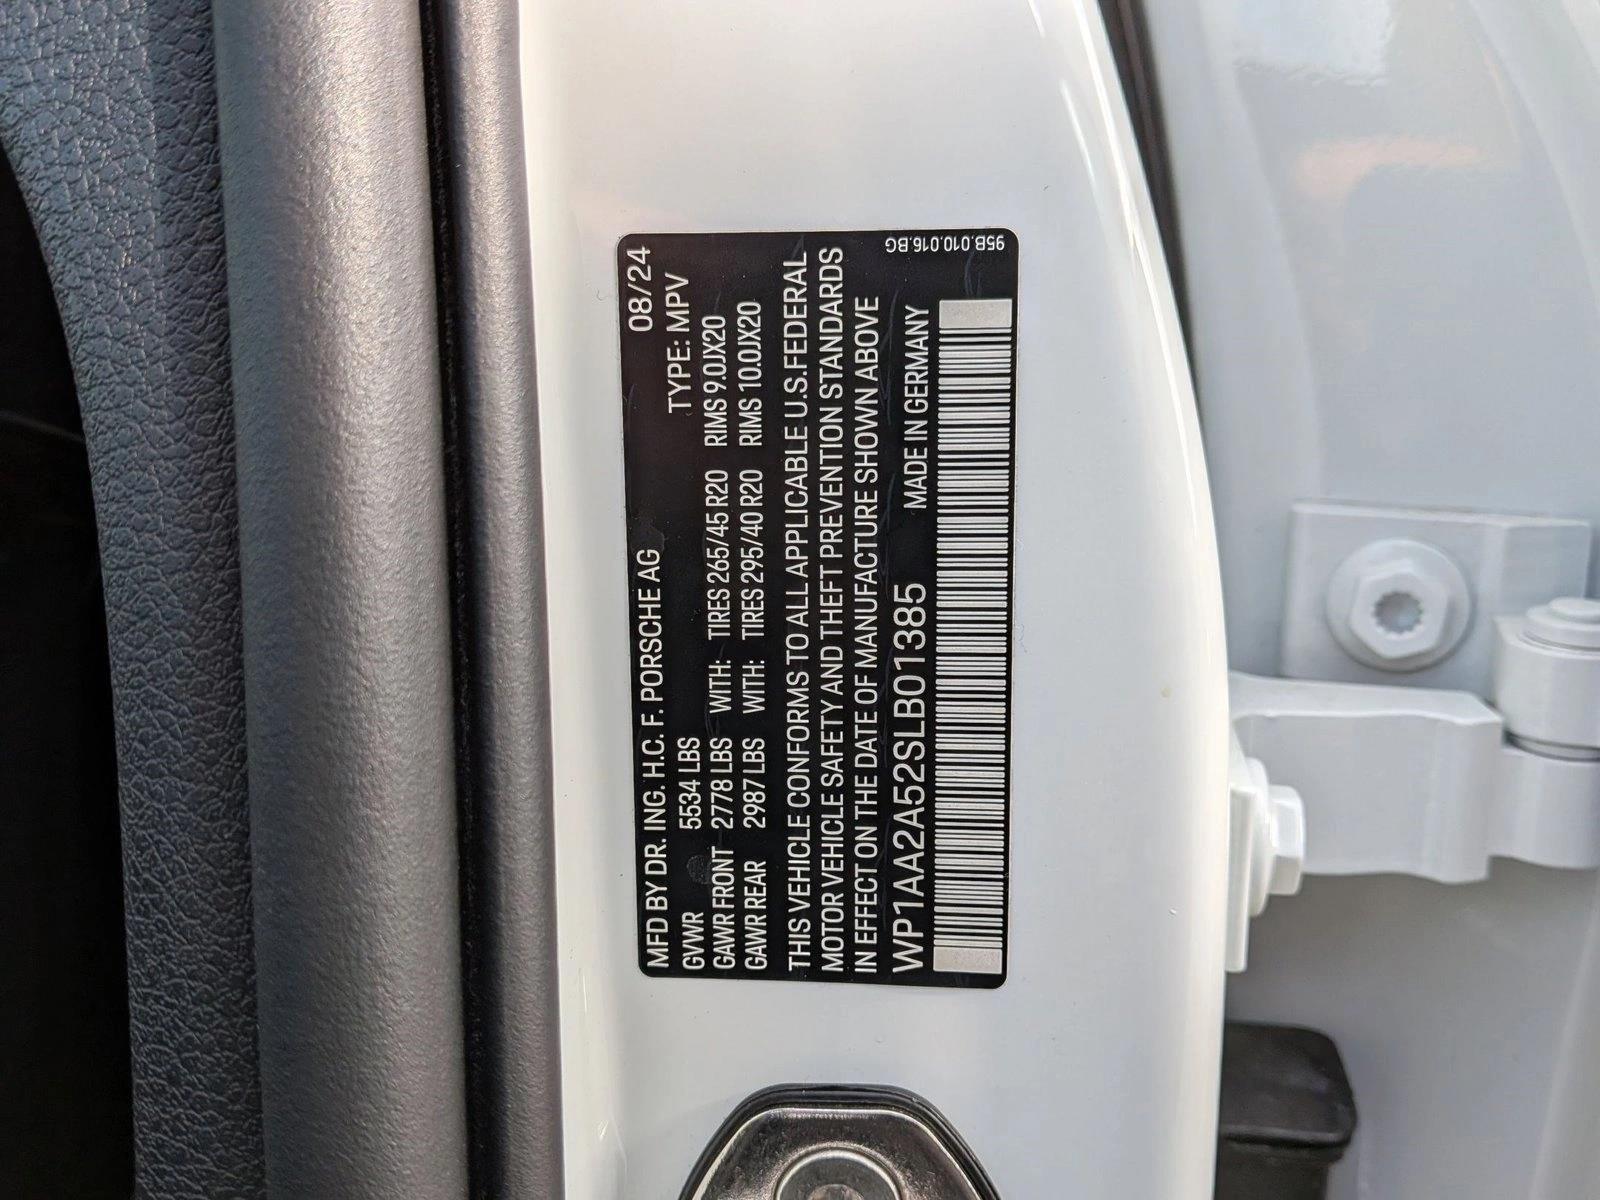 MFD BY DR. ING. H.C. F. PORSCHE AG 08/24
GVWR 5534 LBS TYPE: MPV
GAWR FRONT 2778 LBS WITH: TIRES 265/45 R20 RIMS 9.0JX20
GAWR REAR 2987 LBS WITH: TIRES 295/40 R20 RIMS 10.0JX20
THIS VEHICLE CONFORMS TO ALL APPLICABLE U.S.FEDERAL
MOTOR VEHICLE SAFETY AND THEFT PREVENTION STANDARDS
IN EFFECT ON THE DATE OF MANUFACTURE SHOWN ABOVE
WP1AA2A52SLB01385 MADE IN GERMANY
95B.010.016.BG